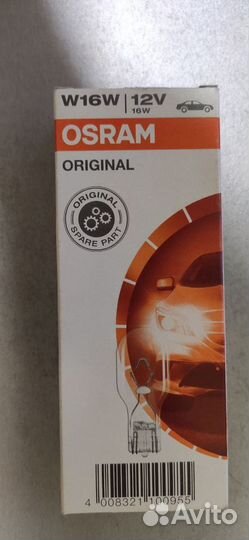 W16W 12V
16W
OSRAM
ORIGINAL
ORIGINAL
SPARE PART
4 008321 100955
Avito